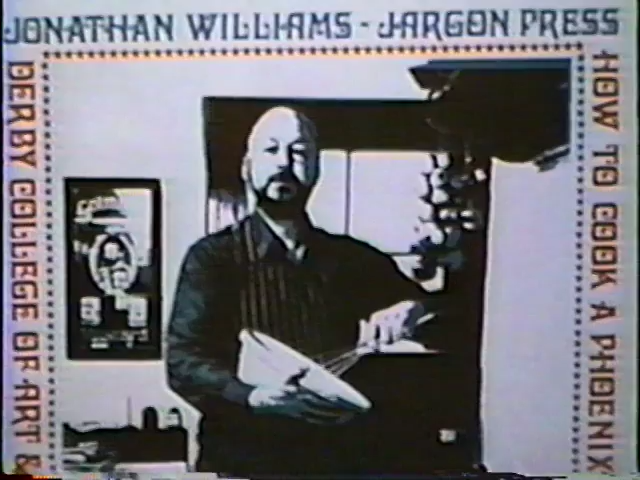 JONATHAN WILLIAMS - JARGON PRESS
DERBY COLLEGE OF ART &
HOW TO COOK A PHOENIX